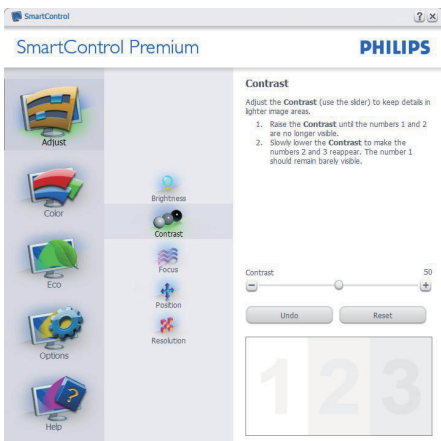 SmartControl
? ×
SmartControl Premium
PHILIPS
Adjust
Color
Eco
Options
Help
Brightness
Contrast
Focus
Position
Resolution
Contrast
Adjust the Contrast (use the slider) to keep details in
lighter image areas.
1. Raise the Contrast until the numbers 1 and 2
are no longer visible.
2. Slowly lower the Contrast to make the
numbers 2 and 3 reappear. The number 1
should remain barely visible.
Contrast 50
Undo Reset
1 2 3